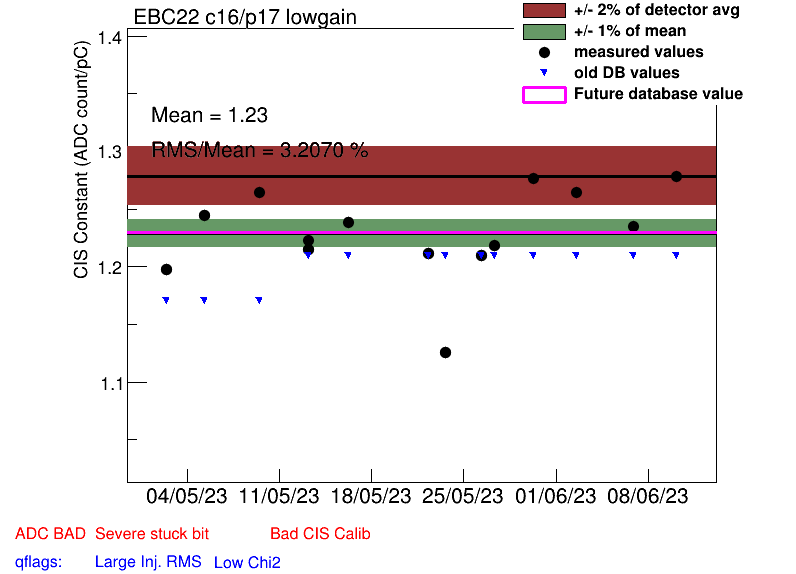 EBC22 c16/p17 lowgain
+/- 2% of detector avg
+/- 1% of mean
measured values
old DB values
Future database value
CIS Constant (ADC count/pC)
1.4
1.3
1.2
1.1
Mean = 1.23
RMS/Mean = 3.2070 %
04/05/23 11/05/23 18/05/23 25/05/23 01/06/23 08/06/23
ADC BAD Severe stuck bit Bad CIS Calib
qflags: Large Inj. RMS Low Chi2